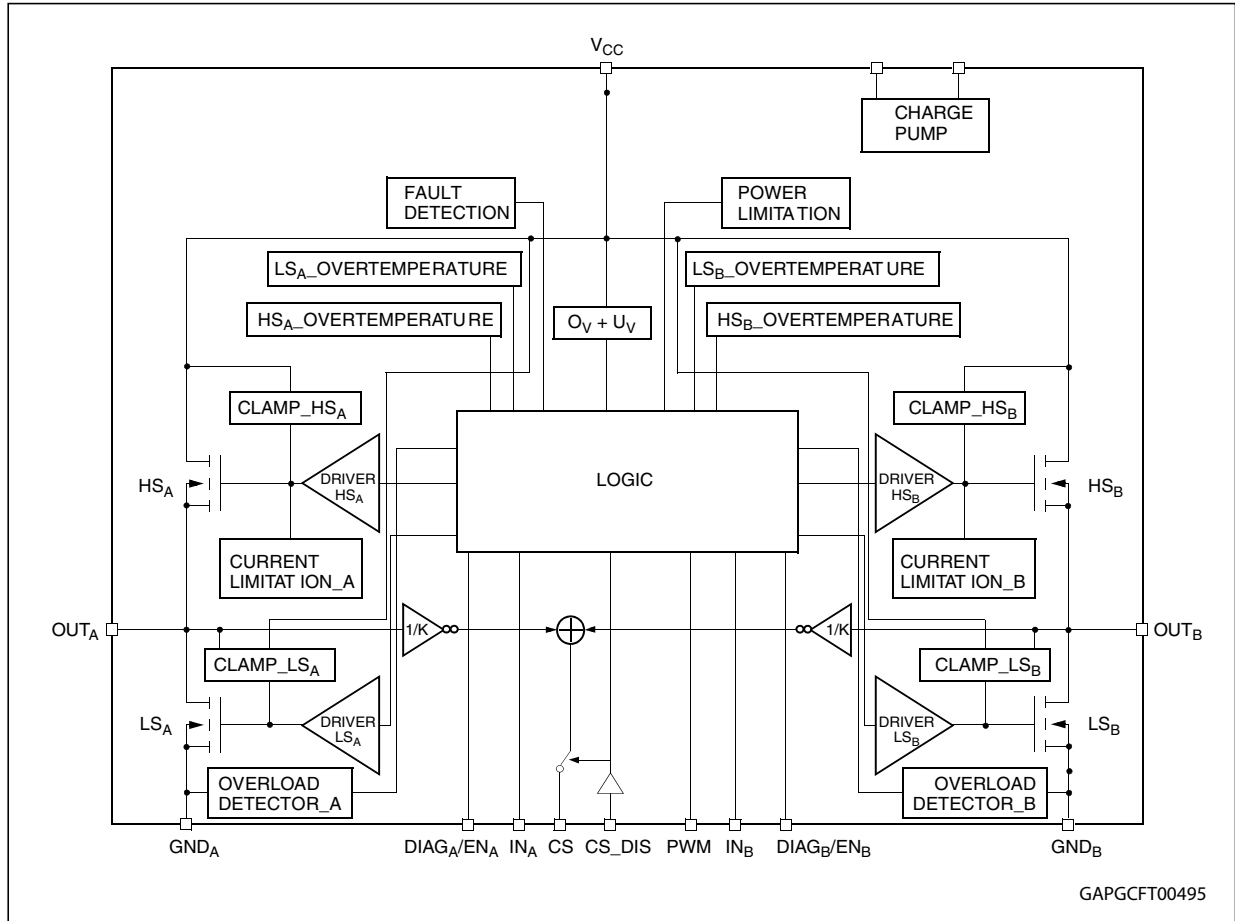 VCC
CHARGE
PUMP
FAULT
DETECTION
POWER
LIMITATION
LSA_OVERTEMPERATURE
LSB_OVERTEMPERATURE
HSA_OVERTEMPERATURE
OV + UV
HSB_OVERTEMPERATURE
CLAMP_HSA
CLAMP_HSB
HSA
DRIVER
HSA
LOGIC
DRIVER
HSB
HSB
CURRENT
LIMITATION_A
CURRENT
LIMITATION_B
OUTA
1/K
1/K
OUTB
CLAMP_LSA
CLAMP_LSB
LSA
DRIVER
LSA
DRIVER
LSB
LSB
OVERLOAD
DETECTOR_A
OVERLOAD
DETECTOR_B
GNDA
DIAGA/ENA
INA
CS
CS_DIS
PWM
INB
DIAGB/ENB
GNDB
GAPGCFT00495